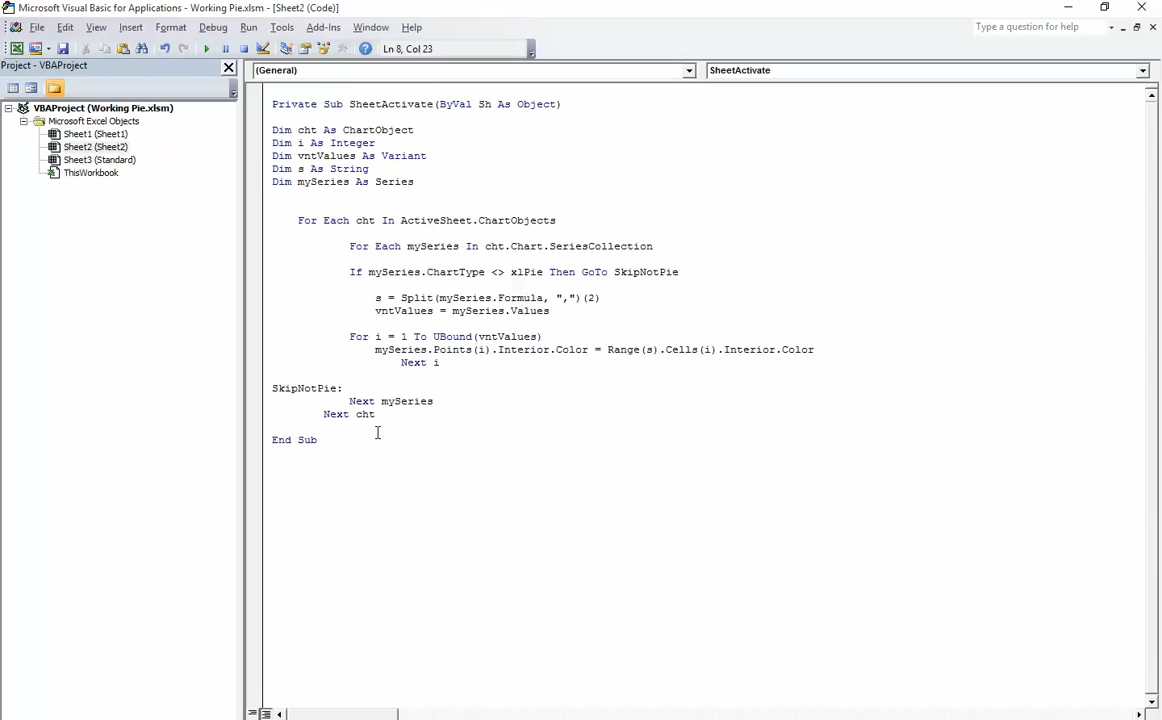 Microsoft Visual Basic for Applications - Working Pie.xlsm - [Sheet2 (Code)]
File Edit View Insert Format Debug Run Tools Add-Ins Window Help
Type a question for help
Ln 8, Col 23
Project - VBAProject
(General)
SheetActivate
VBAProject (Working Pie.xlsm)
Microsoft Excel Objects
Sheet1 (Sheet1)
Sheet2 (Sheet2)
Sheet3 (Standard)
ThisWorkbook
Private Sub SheetActivate(ByVal Sh As Object)
Dim cht As ChartObject
Dim i As Integer
Dim vntValues As Variant
Dim s As String
Dim mySeries As Series
For Each cht In ActiveSheet.ChartObjects
For Each mySeries In cht.Chart.SeriesCollection
If mySeries.ChartType <> xlPie Then GoTo SkipNotPie
s = Split(mySeries.Formula, ",")(2)
vntValues = mySeries.Values
For i = 1 To UBound(vntValues)
mySeries.Points(i).Interior.Color = Range(s).Cells(i).Interior.Color
Next i
SkipNotPie:
Next mySeries
Next cht
End Sub